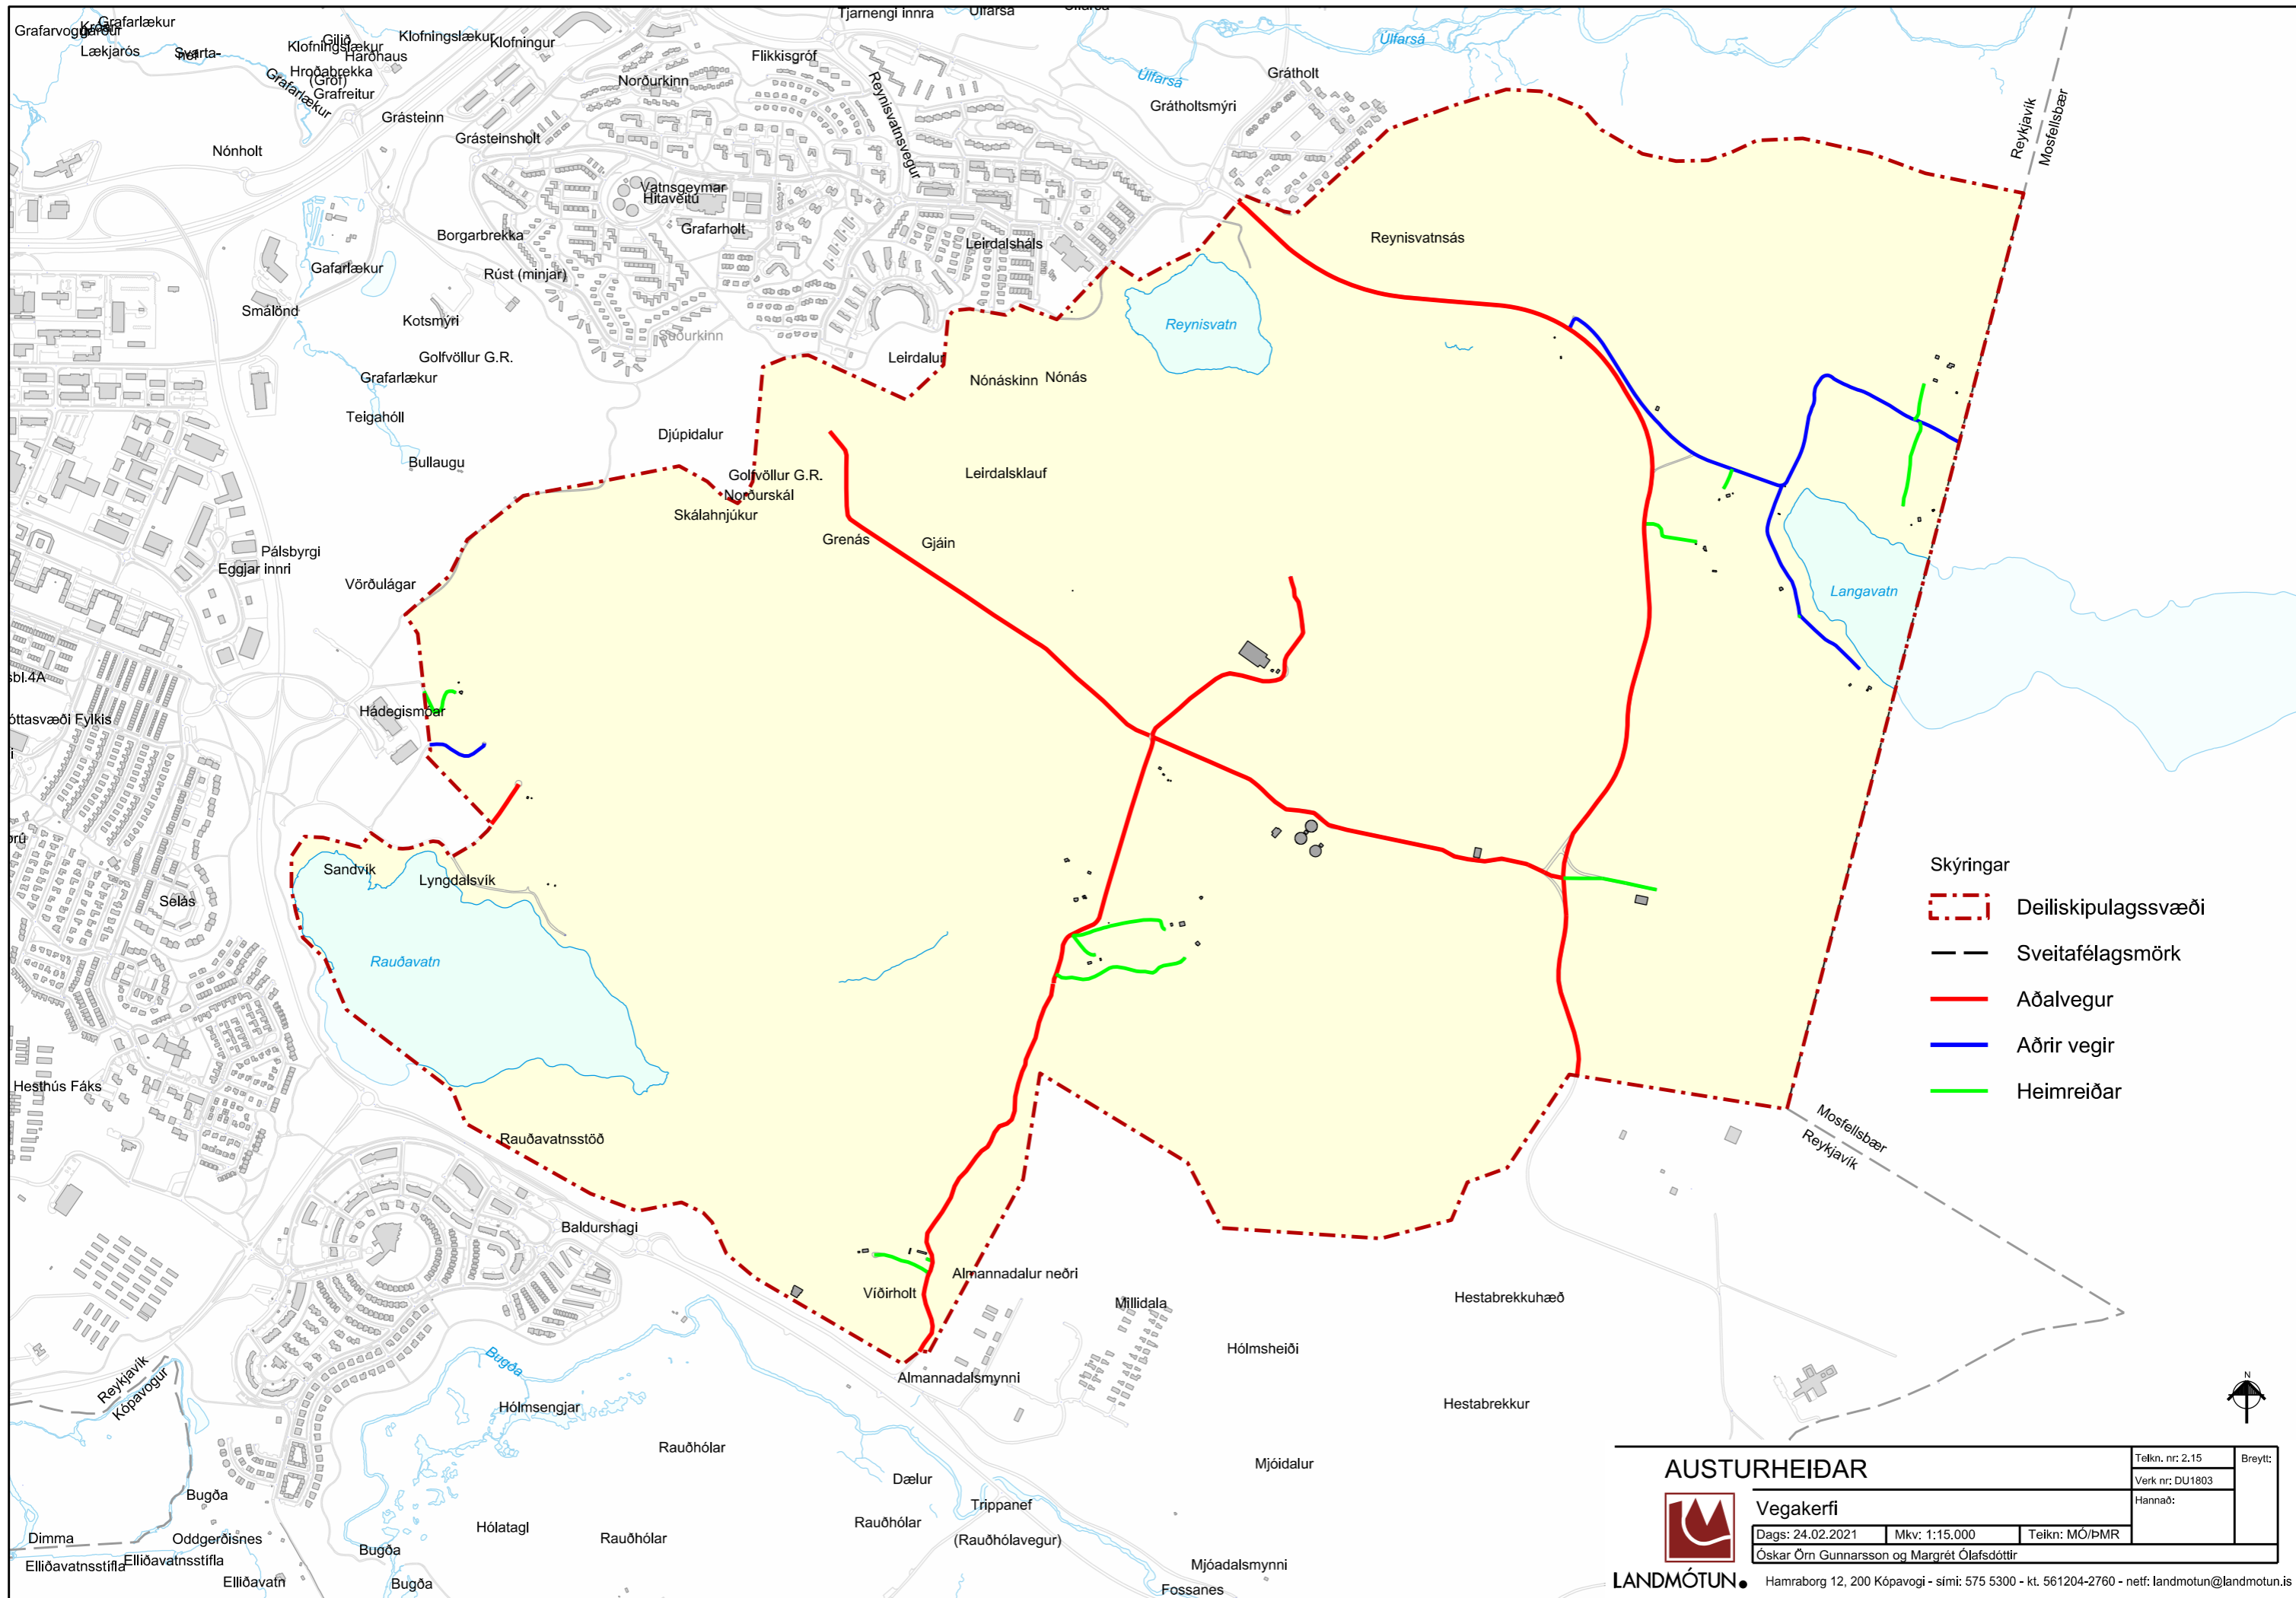 Grafarlækur
Grafarvogur
Lækjarós
Svarta-
nef
Gilið
Klofningslækur
Klofningslækur
Harðhaus
Hroðabrekka
(Gröf)
Grafreitur
Grafarlækur
Klofningur
Grásteinn
Grásteinsholt
Nónholt
Tjarnengi innra
Úlfarsá
Flikkisgróf
Norðurkinn
Reynisvatnsvegur
Úlfarsá
Úlfarsá
Grátholt
Grátholtsmýri
Reykjavík
Mosfellsbær
Vatnsgeymar
Hitaveitu
Grafarholt
Borgarbrekka
Rúst (minjar)
Leirdalsháls
Reynisvatnsás
Gafarlækur
Smálönd
Kotsmýri
Golfvöllur G.R.
Suðurkinn
Reynisvatn
Leirdalur
Grafarlækur
Teigahóll
Nónáskinn
Nónás
Djúpidalur
Bullaugu
Golfvöllur G.R.
Norðurskál
Skálahnjúkur
Leirdalsklauf
Grenás
Gjáin
Pálsbyrgi
Eggjar innri
Vörðulágar
Langavatn
Hádegismóar
Sandvík
Lyngdalsvík
Selás
Rauðavatn
Skýringar
Deiliskipulagssvæði
Sveitafélagsmörk
Aðalvegur
Aðrir vegir
Heimreiðar
Hesthús Fáks
Mosfellsbær
Reykjavík
Rauðavatnsstöð
Baldurshagi
Víðirholt
Almannadalur neðri
Millidala
Hestabrekkuhæð
Hólmsheiði
Almannadalsmynni
Bugða
Reykjavík
Kópavogur
Hólmsengjar
Hestabrekkur
Rauðhólar
Mjóidalur
Dælur
Bugða
Trippanef
(Rauðhólavegur)
Hólatagl
Rauðhólar
Rauðhólar
Dimma
Oddgerðisnes
Elliðavatnsstífla
Elliðavatnsstífla
Elliðavatn
Bugða
Bugða
Mjóadalsmynni
Fossanes
N
AUSTURHEIÐAR
Teikn. nr: 2.15
Breytt:
Verk nr: DU1803
Vegakerfi
Hannað:
Dags: 24.02.2021
Mkv: 1:15.000
Teikn: MÓ/ÞMR
Óskar Örn Gunnarsson og Margrét Ólafsdóttir
LANDMÓTUN
Hamraborg 12, 200 Kópavogi - sími: 575 5300 - kt. 561204-2760 - netf: landmotun@landmotun.is